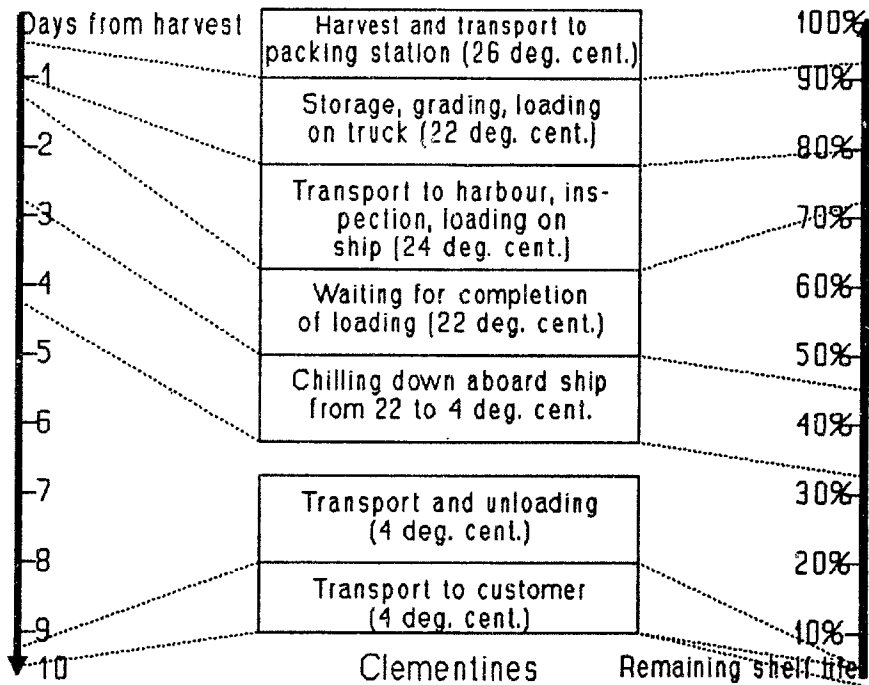 Days from harvest
1
2
3
4
5
6
7
8
9
10
Harvest and transport to
packing station (26 deg. cent.)
Storage, grading, loading
on truck (22 deg. cent.)
Transport to harbour, ins-
pection, loading on
ship (24 deg. cent.)
Waiting for completion
of loading (22 deg. cent.)
Chilling down aboard ship
from 22 to 4 deg. cent.
Transport and unloading
(4 deg. cent.)
Transport to customer
(4 deg. cent.)
Clementines
100%
90%
80%
70%
60%
50%
40%
30%
20%
10%
Remaining shelf life